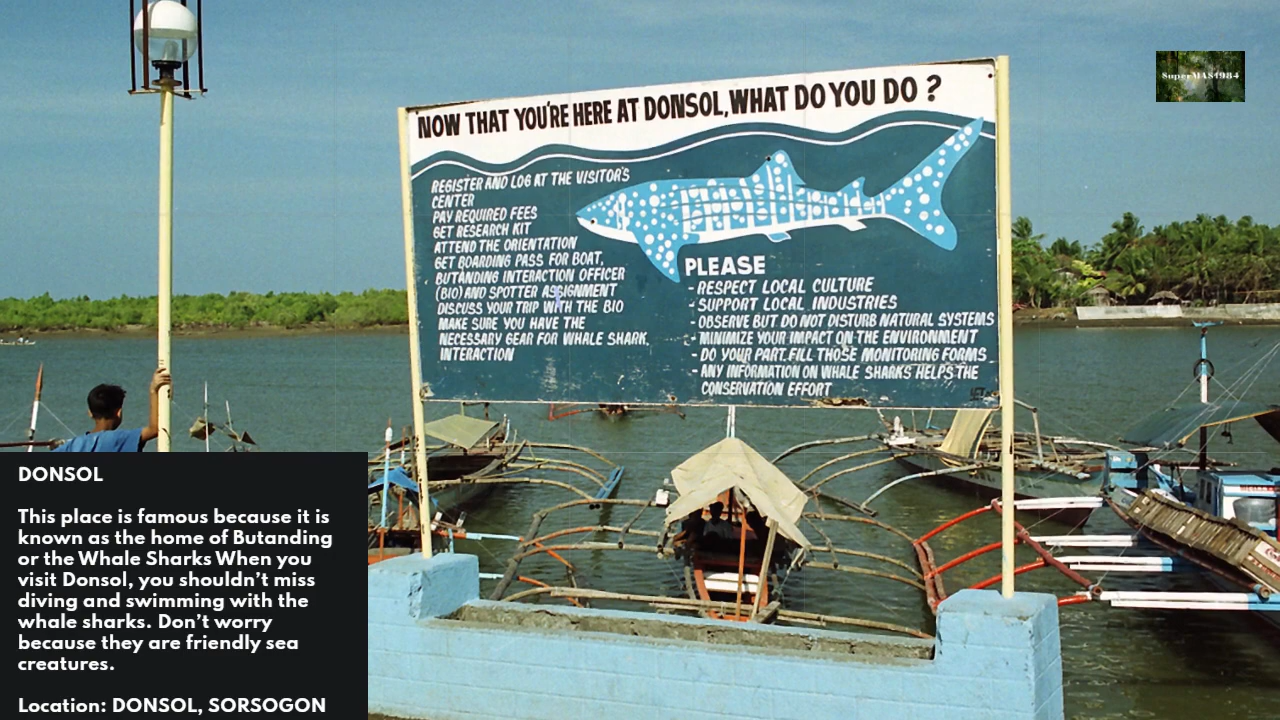 SuperMAS1984
NOW THAT YOU'RE HERE AT DONSOL, WHAT DO YOU DO ?
REGISTER AND LOG AT THE VISITOR'S
CENTER
PAY REQUIRED FEES
GET RESEARCH KIT
ATTEND THE ORIENTATION
GET BOARDING PASS FOR BOAT,
BUTANDING INTERACTION OFFICER
(BIO) AND SPOTTER ASSIGNMENT
DISCUSS YOUR TRIP WITH THE BIO
MAKE SURE YOU HAVE THE
NECESSARY GEAR FOR WHALE SHARK,
INTERACTION
PLEASE
- RESPECT LOCAL CULTURE
- SUPPORT LOCAL INDUSTRIES
- OBSERVE BUT DO NOT DISTURB NATURAL SYSTEMS
- MINIMIZE YOUR IMPACT ON THE ENVIRONMENT
- DO YOUR PART. FILL THOSE MONITORING FORMS
- ANY INFORMATION ON WHALE SHARKS HELPS THE
CONSERVATION EFFORT
DONSOL
This place is famous because it is
known as the home of Butanding
or the Whale Sharks When you
visit Donsol, you shouldn't miss
diving and swimming with the
whale sharks. Don't worry
because they are friendly sea
creatures.
Location: DONSOL, SORSOGON